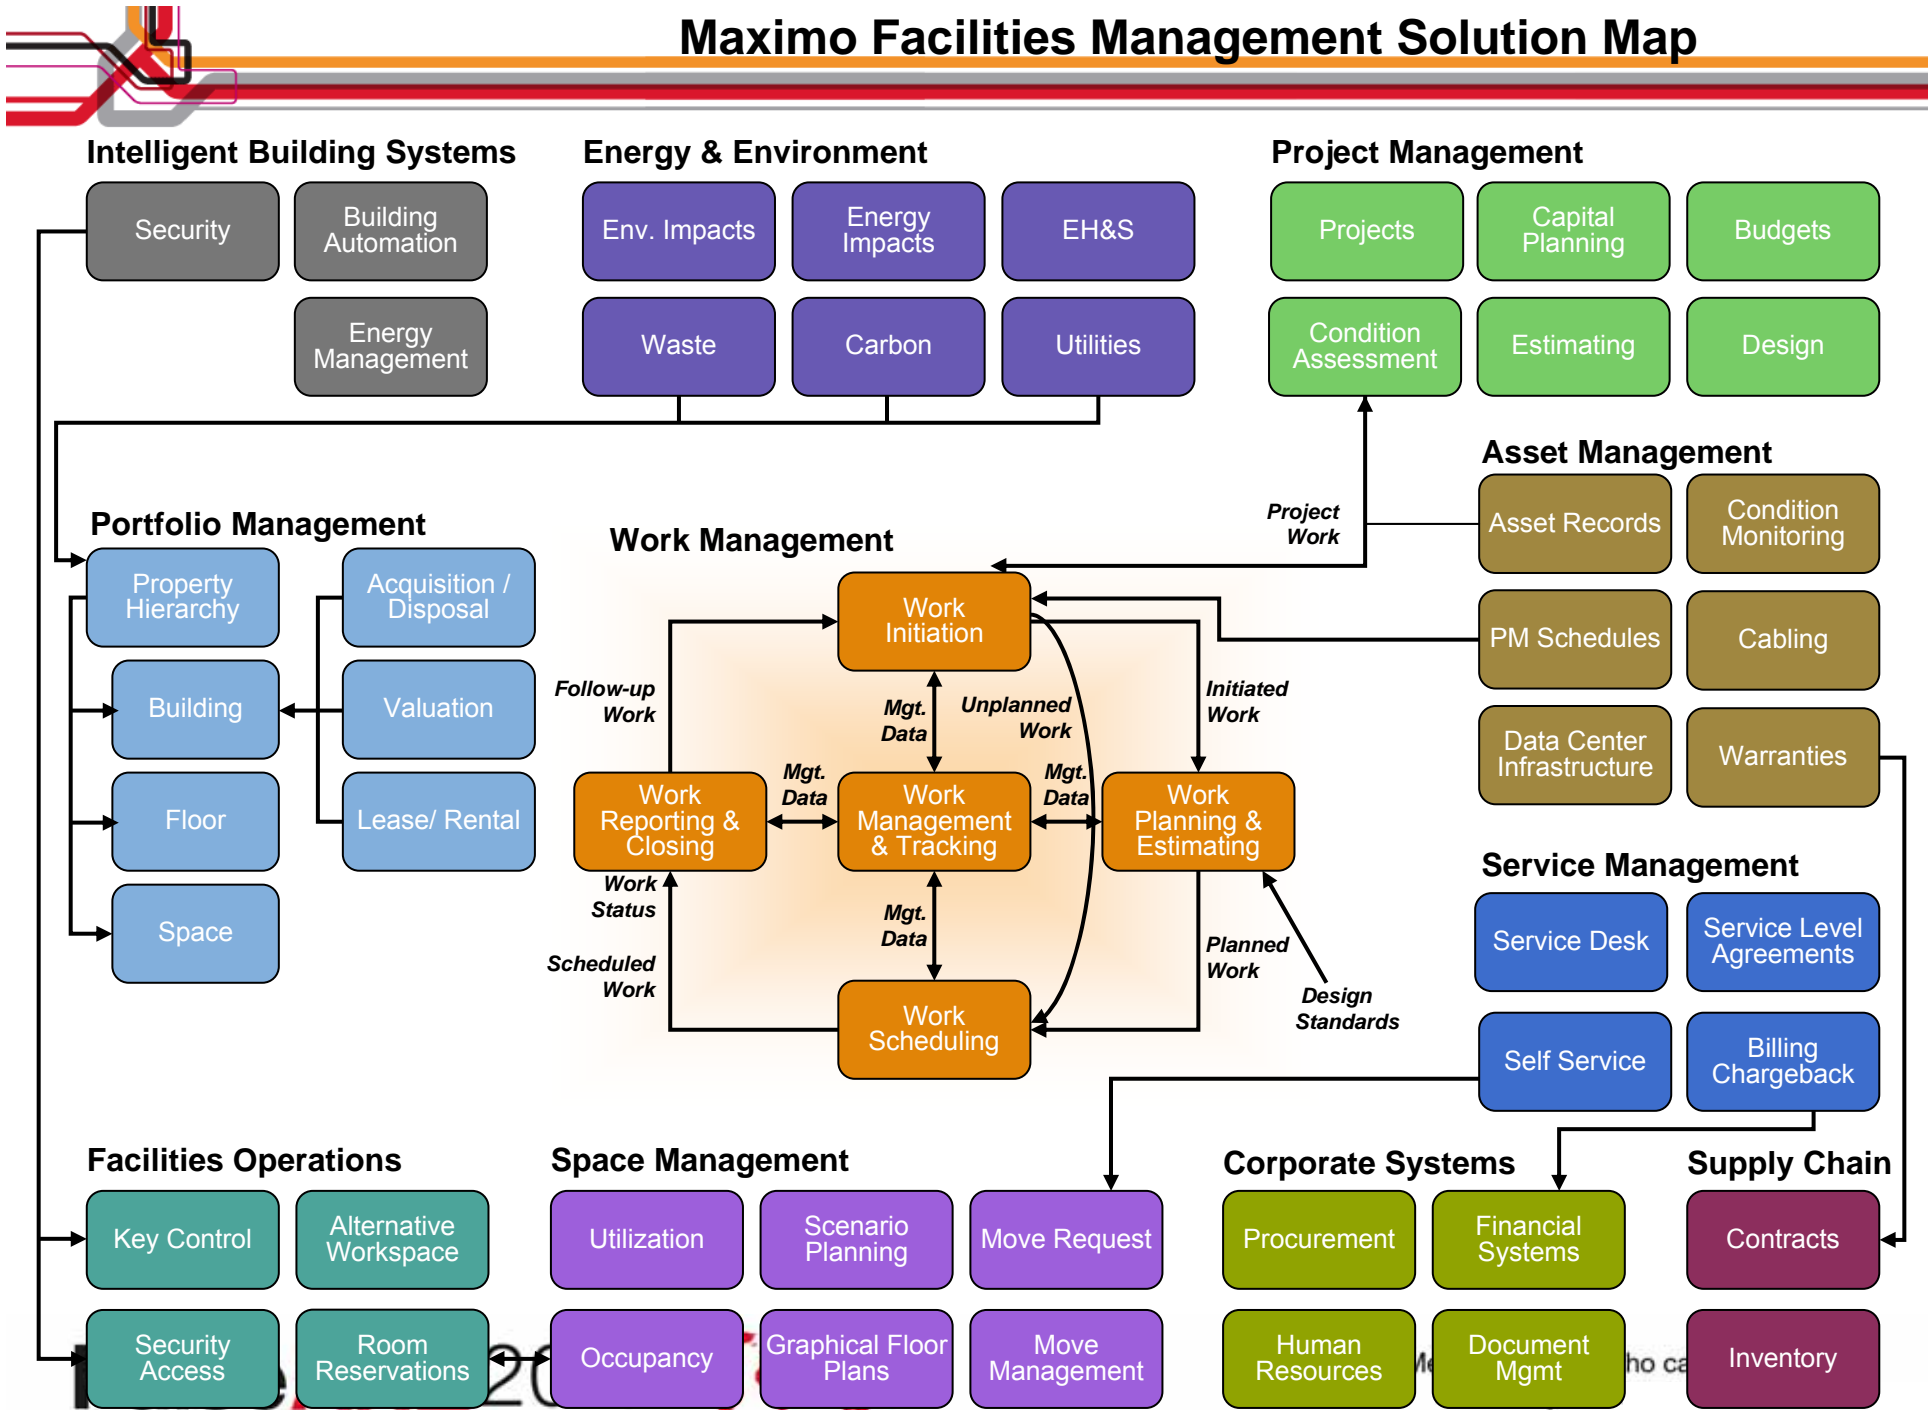 Maximo Facilities Management Solution Map
Intelligent Building Systems
Security
Building
Automation
Energy
Management
Energy & Environment
Env. Impacts
Energy
Impacts
EH&S
Waste
Carbon
Utilities
Project Management
Projects
Capital
Planning
Budgets
Condition
Assessment
Estimating
Design
Asset Management
Asset Records
Condition
Monitoring
PM Schedules
Cabling
Data Center
Infrastructure
Warranties
Portfolio Management
Property
Hierarchy
Acquisition /
Disposal
Building
Valuation
Floor
Lease/ Rental
Space
Work Management
Project
Work
Work
Initiation
Follow-up
Work
Mgt.
Data
Unplanned
Work
Initiated
Work
Work
Reporting &
Closing
Mgt.
Data
Work
Management
& Tracking
Mgt.
Data
Work
Planning &
Estimating
Work
Status
Mgt.
Data
Scheduled
Work
Planned
Work
Design
Standards
Work
Scheduling
Service Management
Service Desk
Service Level
Agreements
Self Service
Billing
Chargeback
Facilities Operations
Key Control
Alternative
Workspace
Security
Access
Room
Reservations
Space Management
Utilization
Scenario
Planning
Move Request
Occupancy
Graphical Floor
Plans
Move
Management
Corporate Systems
Procurement
Financial
Systems
Human
Resources
Document
Mgmt
Supply Chain
Contracts
Inventory